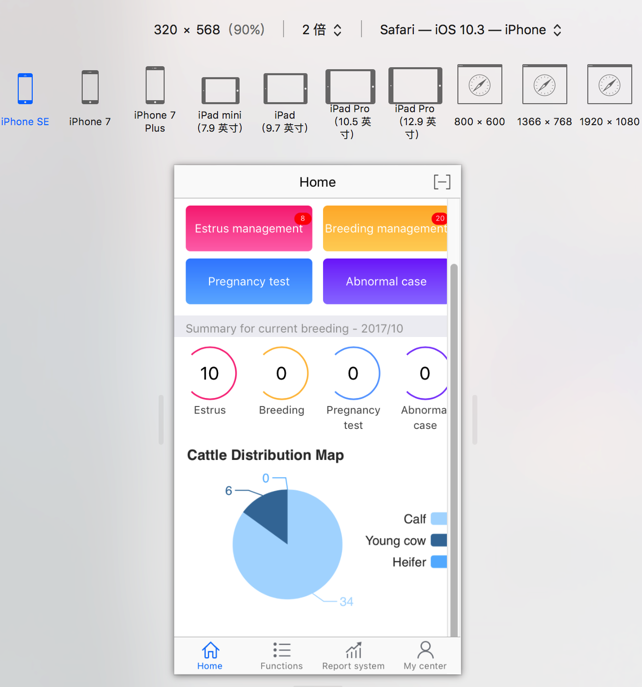 320 × 568 (90%)
2 倍
Safari — iOS 10.3 — iPhone
iPhone SE
iPhone 7
iPhone 7
Plus
iPad mini
(7.9 英寸)
iPad
(9.7 英寸)
iPad Pro
(10.5 英
寸)
iPad Pro
(12.9 英
寸)
800 × 600
1366 × 768
1920 × 1080
Home
Estrus management
8
Breeding management
20
Pregnancy test
Abnormal case
Summary for current breeding - 2017/10
10
0
0
0
Estrus
Breeding
Pregnancy
test
Abnorma
case
Cattle Distribution Map
0
6
34
Calf
Young cow
Heifer
Home
Functions
Report system
My center